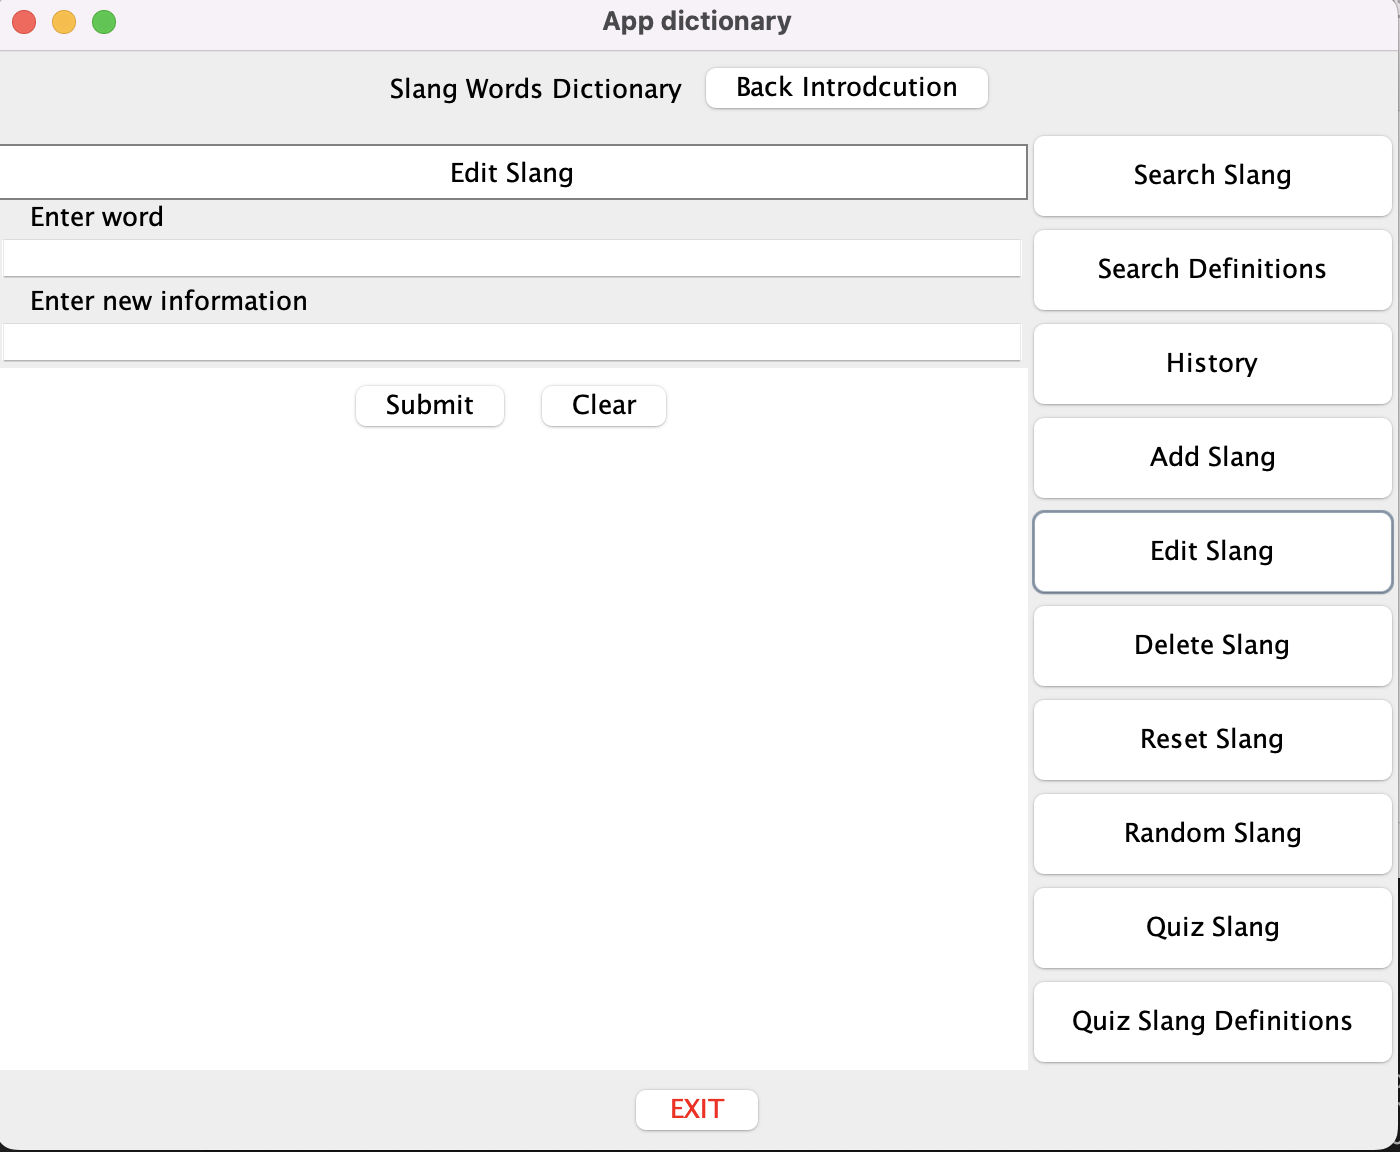 App dictionary
Slang Words Dictionary
Back Introdcution
Edit Slang
Enter word
Enter new information
Submit
Clear
Search Slang
Search Definitions
History
Add Slang
Edit Slang
Delete Slang
Reset Slang
Random Slang
Quiz Slang
Quiz Slang Definitions
EXIT